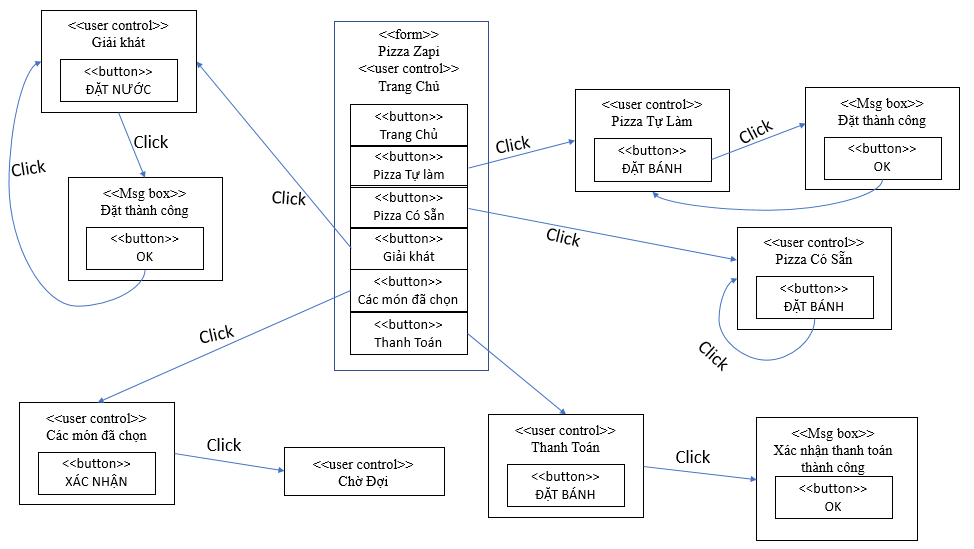 <<user control>>
Giải khát
<<button>>
ĐẶT NƯỚC
Click
Click
<<Msg box>>
Đặt thành công
<<button>>
OK
<<form>>
Pizza Zapi
<<user control>>
Trang Chủ
<<button>>
Trang Chủ
<<button>>
Pizza Tự làm
<<button>>
Pizza Có Sẵn
<<button>>
Giải khát
<<button>>
Các món đã chọn
<<button>>
Thanh Toán
Click
Click
Click
Click
<<user control>>
Pizza Tự Làm
<<button>>
ĐẶT BÁNH
Click
<<Msg box>>
Đặt thành công
<<button>>
OK
<<user control>>
Pizza Có Sẵn
<<button>>
ĐẶT BÁNH
Click
<<user control>>
Các món đã chọn
<<button>>
XÁC NHẬN
Click
<<user control>>
Chờ Đợi
<<user control>>
Thanh Toán
<<button>>
ĐẶT BÁNH
Click
<<Msg box>>
Xác nhận thanh toán
thành công
<<button>>
OK